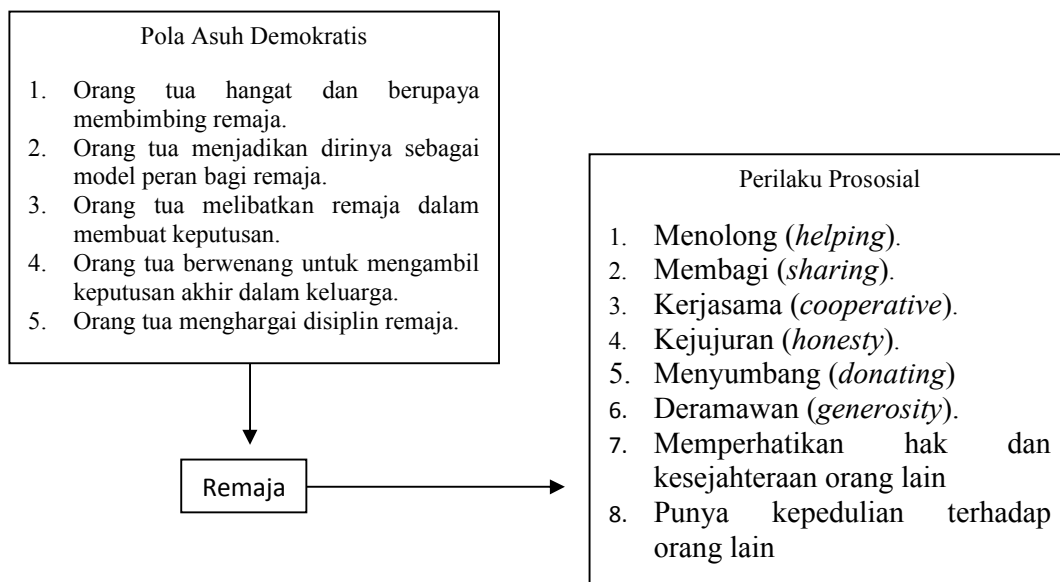 Pola Asuh Demokratis
1. Orang tua hangat dan berupaya
membimbing remaja.
2. Orang tua menjadikan dirinya sebagai
model peran bagi remaja.
3. Orang tua melibatkan remaja dalam
membuat keputusan.
4. Orang tua berwenang untuk mengambil
keputusan akhir dalam keluarga.
5. Orang tua menghargai disiplin remaja.
Remaja
Perilaku Prososial
1. Menolong (helping).
2. Membagi (sharing).
3. Kerjasama (cooperative).
4. Kejujuran (honesty).
5. Menyumbang (donating)
6. Deramawan (generosity).
7. Memperhatikan hak dan
kesejahteraan orang lain
8. Punya kepedulian terhadap
orang lain